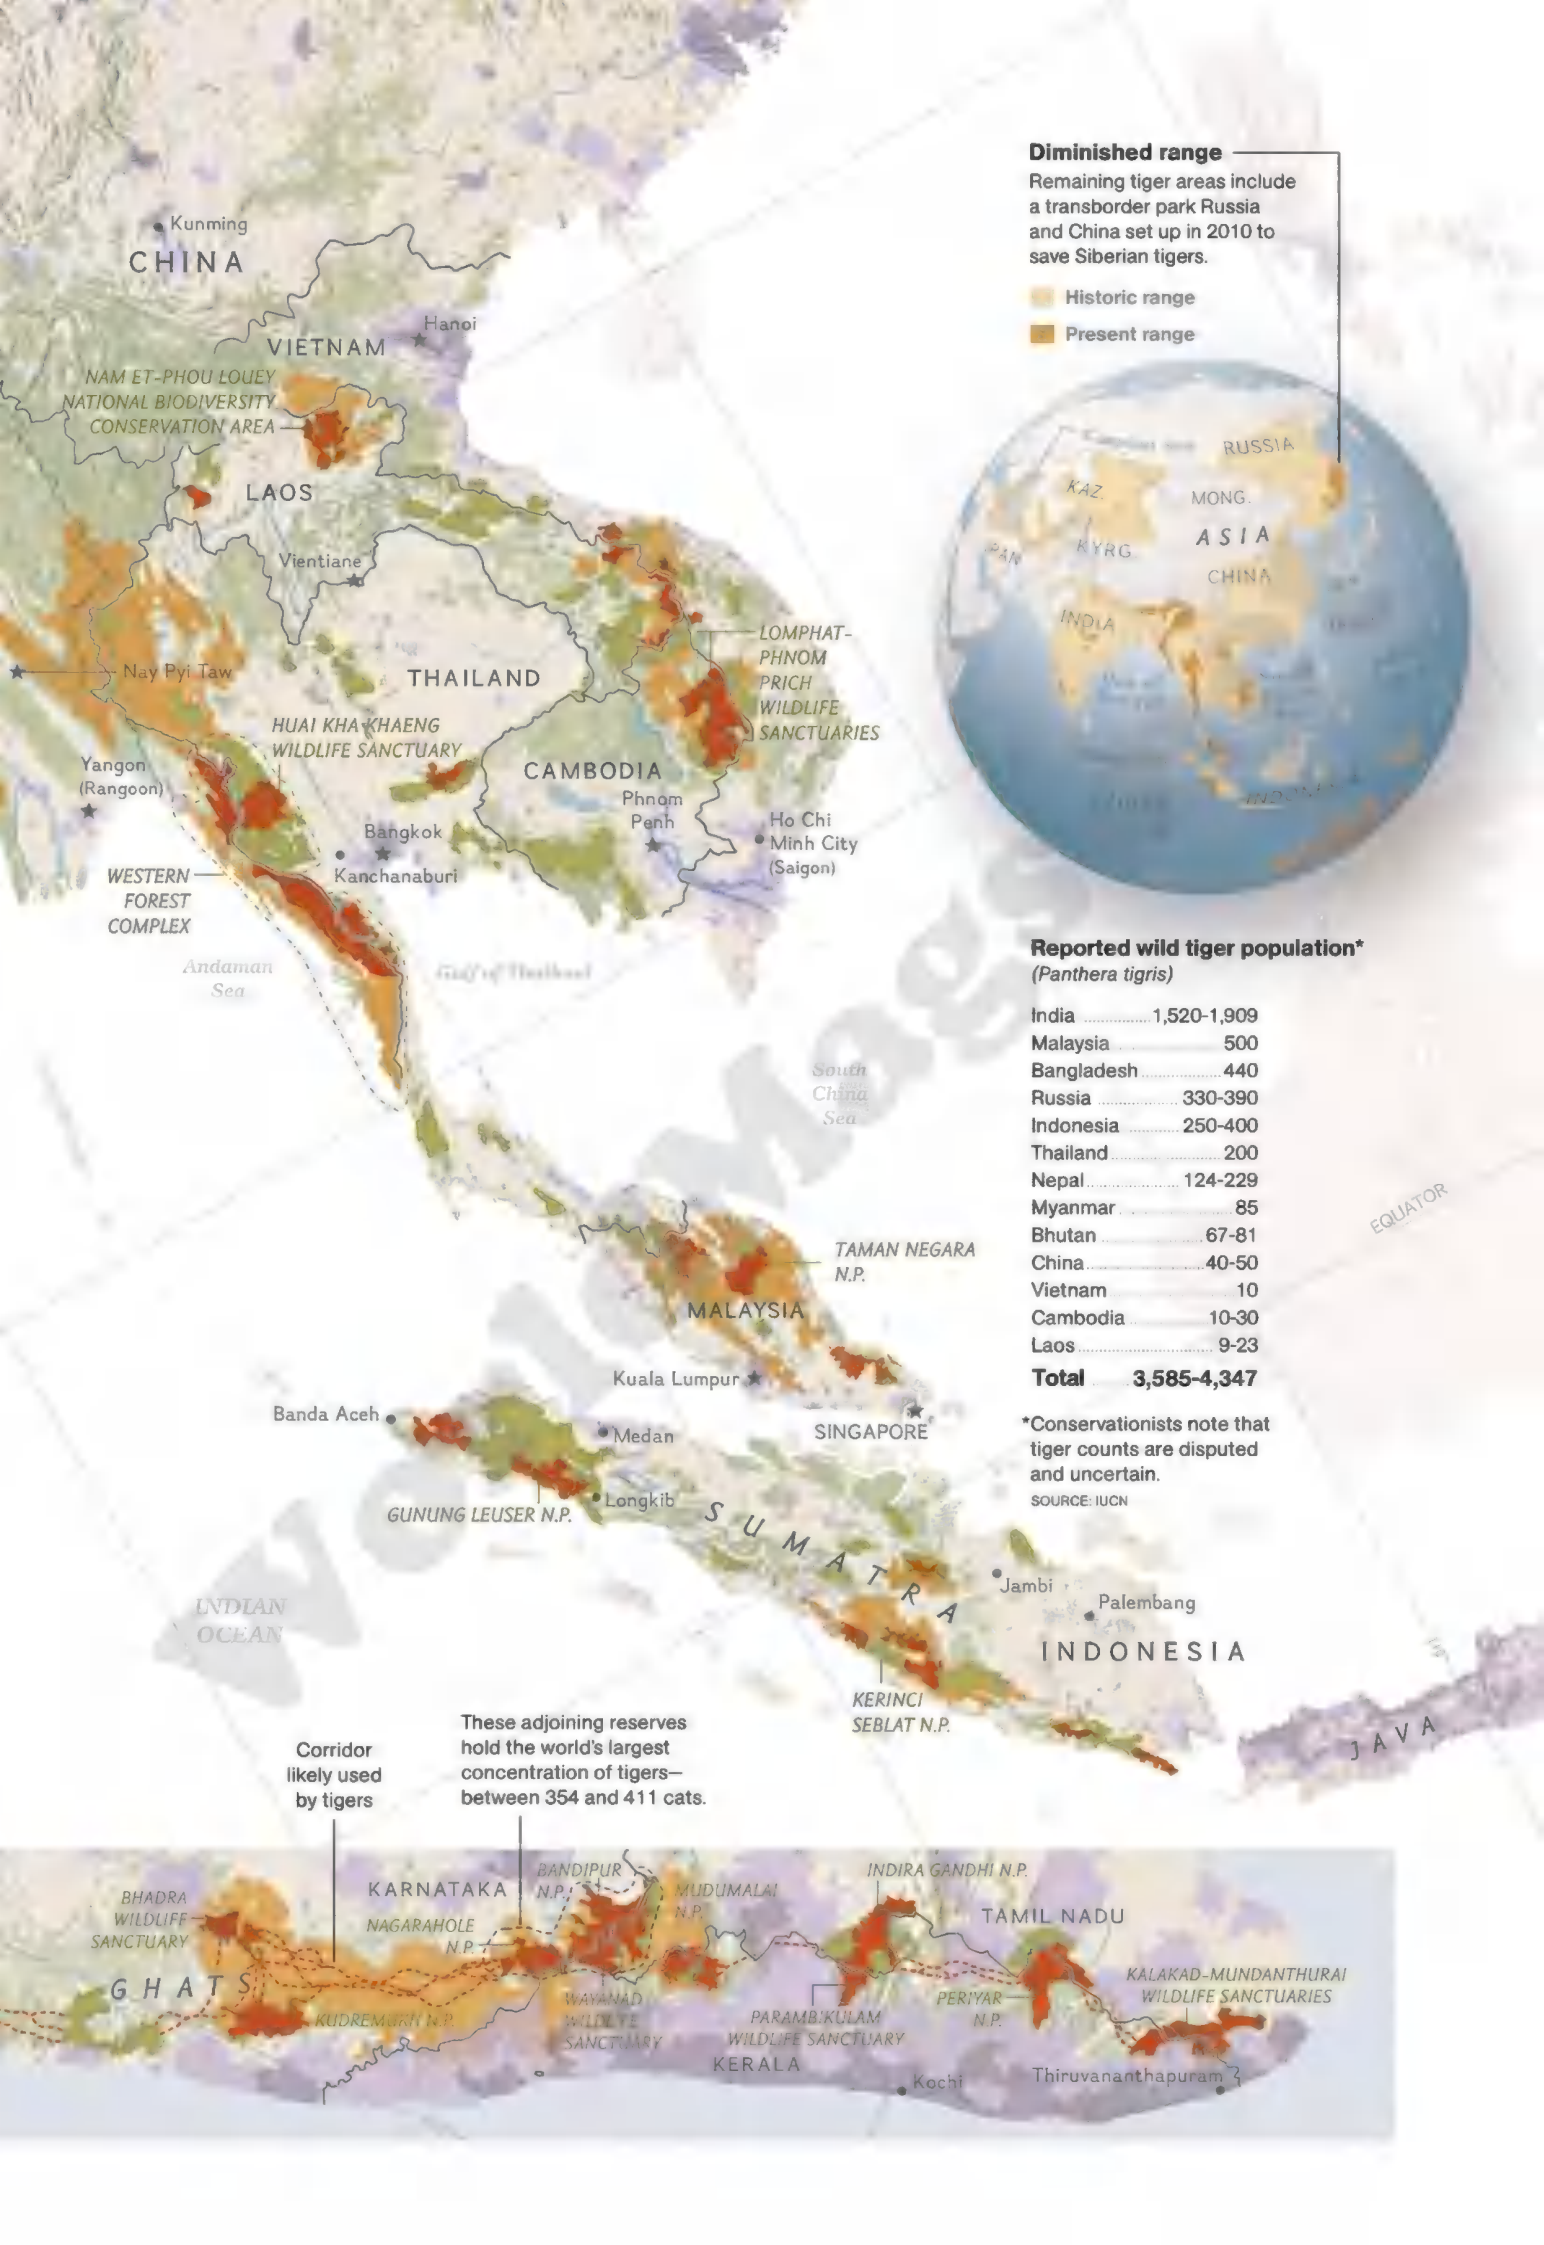 Kunming
CHINA
Hanoi
VIETNAM
NAM ET-PHOU LOUEY
NATIONAL BIODIVERSITY
CONSERVATION AREA
LAOS
Vientiane
Nay Pyi Taw
THAILAND
LOMPHAT-
PHNOM
PRICH
WILDLIFE
SANCTUARIES
HUAI KHA KHAENG
WILDLIFE SANCTUARY
Yangon
(Rangoon)
CAMBODIA
Phnom
Penh
Ho Chi
Minh City
(Saigon)
Bangkok
Kanchanaburi
WESTERN
FOREST
COMPLEX
Andaman
Sea
Gulf of Thailand
South
China
Sea
TAMAN NEGARA
N.P.
MALAYSIA
Kuala Lumpur
SINGAPORE
Banda Aceh
Medan
Longkib
GUNUNG LEUSER N.P.
SUMATRA
Jambi
Palembang
INDONESIA
INDIAN
OCEAN
KERINCI
SEBLAT N.P.
JAVA
EQUATOR
World Mags
Diminished range
Remaining tiger areas include
a transborder park Russia
and China set up in 2010 to
save Siberian tigers.
Historic range
Present range
RUSSIA
KAZ.
MONG.
ASIA
KYRG.
CHINA
INDIA
INDONESIA
Reported wild tiger population*
(Panthera tigris)
India 1,520-1,909
Malaysia 500
Bangladesh 440
Russia 330-390
Indonesia 250-400
Thailand 200
Nepal 124-229
Myanmar 85
Bhutan 67-81
China 40-50
Vietnam 10
Cambodia 10-30
Laos 9-23
Total 3,585-4,347
*Conservationists note that
tiger counts are disputed
and uncertain.
SOURCE: IUCN
Corridor
likely used
by tigers
These adjoining reserves
hold the world's largest
concentration of tigers—
between 354 and 411 cats.
BHADRA
WILDLIFE
SANCTUARY
KARNATAKA
NAGARAHOLE
N.P.
BANDIPUR
N.P.
MUDUMALAI
N.P.
INDIRA GANDHI N.P.
TAMIL NADU
GHATS
KUDREMUKH N.P.
WAYANAD
WILDLIFE
SANCTUARY
PARAMBIKULAM
WILDLIFE SANCTUARY
PERIYAR
N.P.
KALAKAD-MUNDANTHURAI
WILDLIFE SANCTUARIES
KERALA
Kochi
Thiruvananthapuram